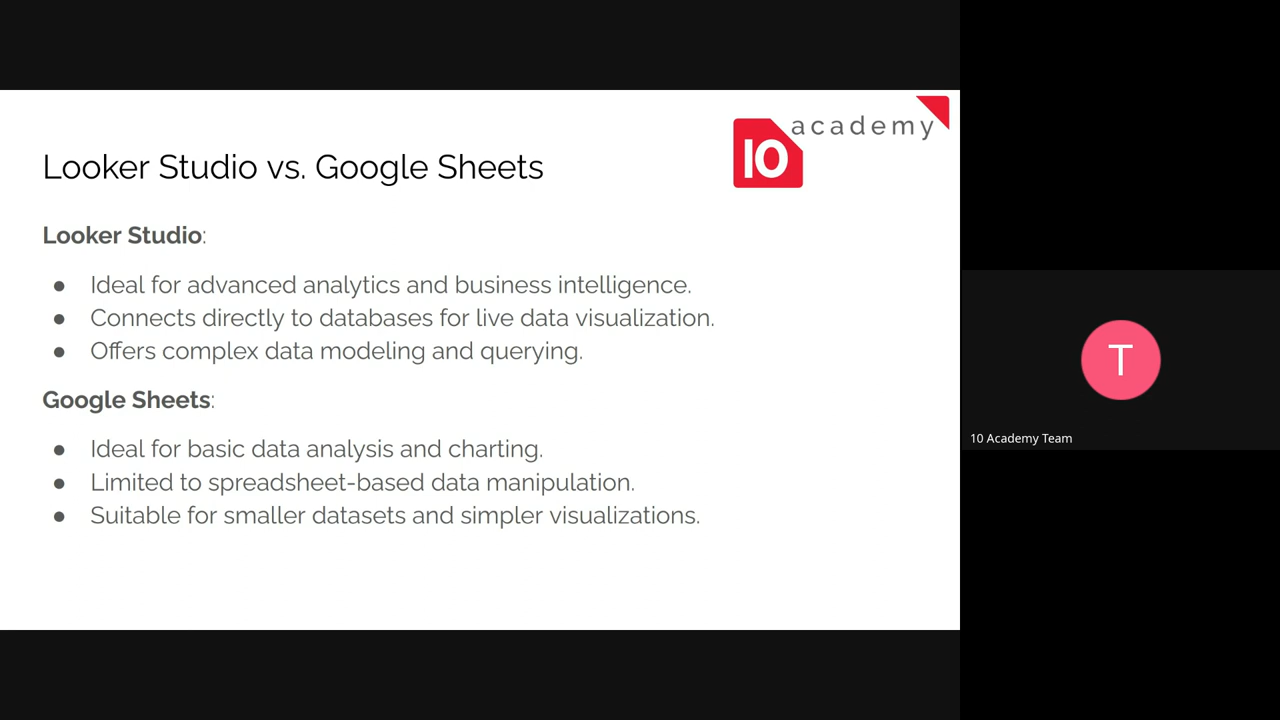 10 academy
Looker Studio vs. Google Sheets
Looker Studio:
● Ideal for advanced analytics and business intelligence.
● Connects directly to databases for live data visualization.
● Offers complex data modeling and querying.
Google Sheets:
● Ideal for basic data analysis and charting.
● Limited to spreadsheet-based data manipulation.
● Suitable for smaller datasets and simpler visualizations.
T
10 Academy Team